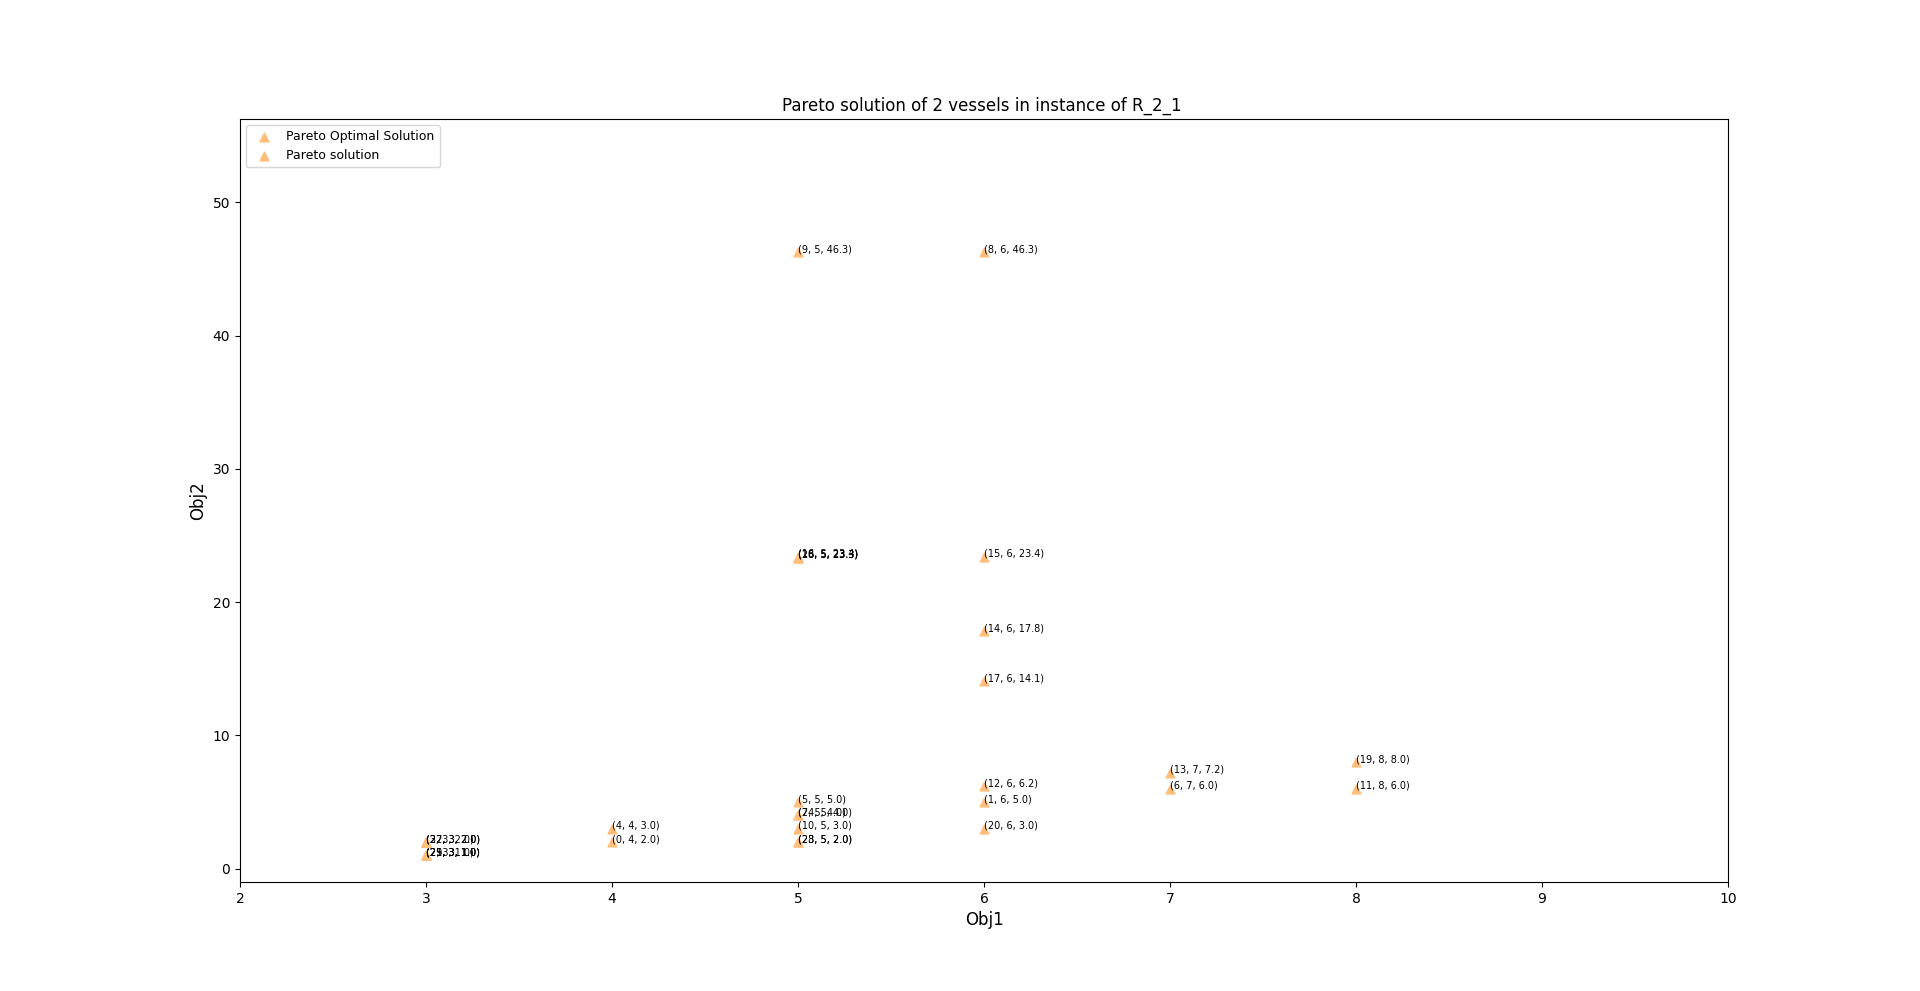 Pareto solution of 2 vessels in instance of R_2_1
Pareto Optimal Solution
Pareto solution
50
(9, 5, 46.3)
(8, 6, 46.3)
40
30
Obj2
(15, 6, 23.4)
20
(14, 6, 17.8)
(17, 6, 14.1)
10
(19, 8, 8.0)
(13, 7, 7.2)
(12, 6, 6.2)
(6, 7, 6.0)
(11, 8, 6.0)
(5, 5, 5.0)
(1, 6, 5.0)
(4, 4, 3.0)
(10, 5, 3.0)
(20, 6, 3.0)
(0, 4, 2.0)
0
2
3
4
5
6
7
8
9
10
Obj1